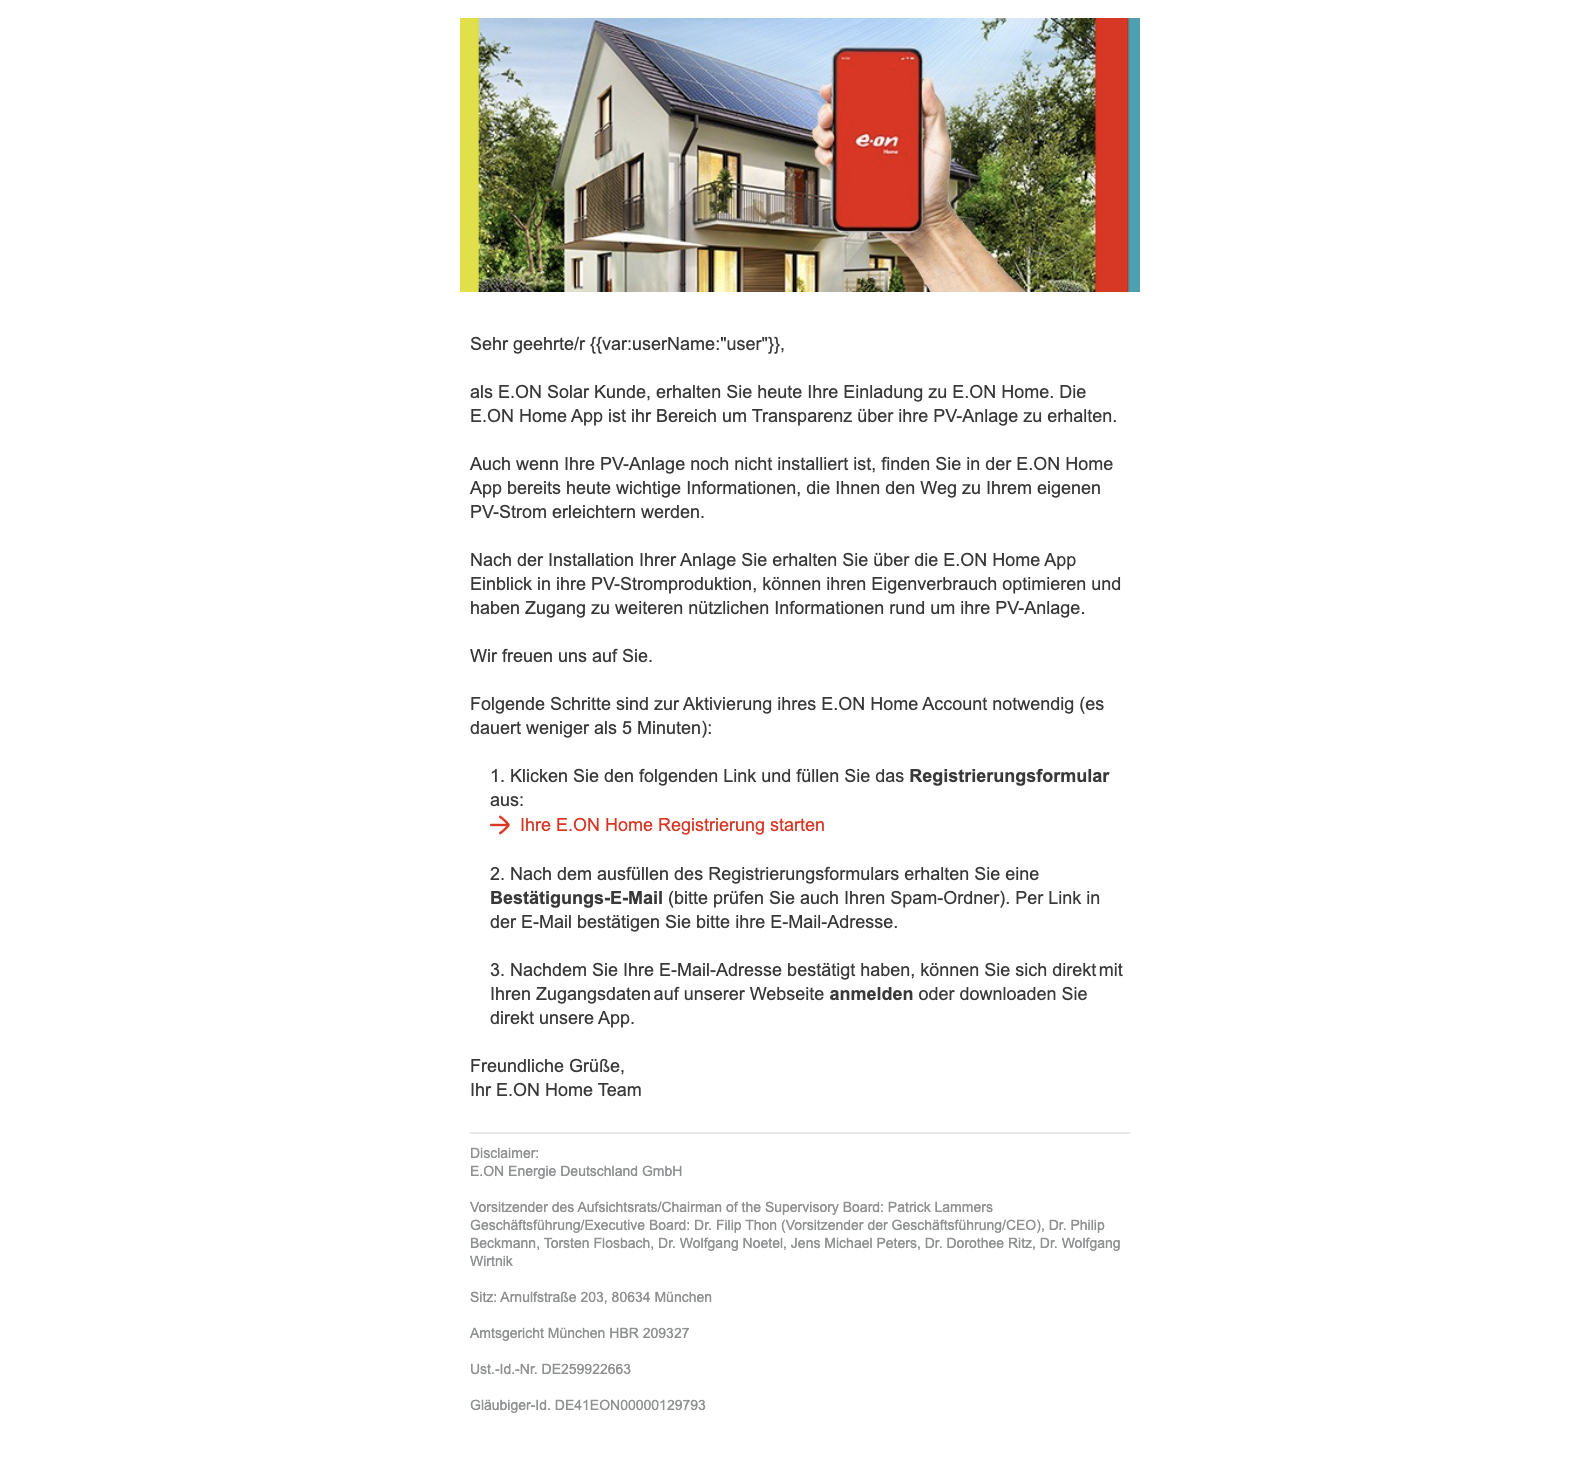 e·on
Home
Sehr geehrte/r {{var:userName:"user"}},
als E.ON Solar Kunde, erhalten Sie heute Ihre Einladung zu E.ON Home. Die
E.ON Home App ist ihr Bereich um Transparenz über ihre PV-Anlage zu erhalten.
Auch wenn Ihre PV-Anlage noch nicht installiert ist, finden Sie in der E.ON Home
App bereits heute wichtige Informationen, die Ihnen den Weg zu Ihrem eigenen
PV-Strom erleichtern werden.
Nach der Installation Ihrer Anlage Sie erhalten Sie über die E.ON Home App
Einblick in ihre PV-Stromproduktion, können ihren Eigenverbrauch optimieren und
haben Zugang zu weiteren nützlichen Informationen rund um ihre PV-Anlage.
Wir freuen uns auf Sie.
Folgende Schritte sind zur Aktivierung ihres E.ON Home Account notwendig (es
dauert weniger als 5 Minuten):
1. Klicken Sie den folgenden Link und füllen Sie das Registrierungsformular
aus:
Ihre E.ON Home Registrierung starten
2. Nach dem ausfüllen des Registrierungsformulars erhalten Sie eine
Bestätigungs-E-Mail (bitte prüfen Sie auch Ihren Spam-Ordner). Per Link in
der E-Mail bestätigen Sie bitte ihre E-Mail-Adresse.
3. Nachdem Sie Ihre E-Mail-Adresse bestätigt haben, können Sie sich direkt mit
Ihren Zugangsdaten auf unserer Webseite anmelden oder downloaden Sie
direkt unsere App.
Freundliche Grüße,
Ihr E.ON Home Team
Disclaimer:
E.ON Energie Deutschland GmbH
Vorsitzender des Aufsichtsrats/Chairman of the Supervisory Board: Patrick Lammers
Geschäftsführung/Executive Board: Dr. Filip Thon (Vorsitzender der Geschäftsführung/CEO), Dr. Philip
Beckmann, Torsten Flosbach, Dr. Wolfgang Noetel, Jens Michael Peters, Dr. Dorothee Ritz, Dr. Wolfgang
Wirtnik
Sitz: Arnulfstraße 203, 80634 München
Amtsgericht München HBR 209327
Ust.-Id.-Nr. DE259922663
Gläubiger-Id. DE41EON00000129793